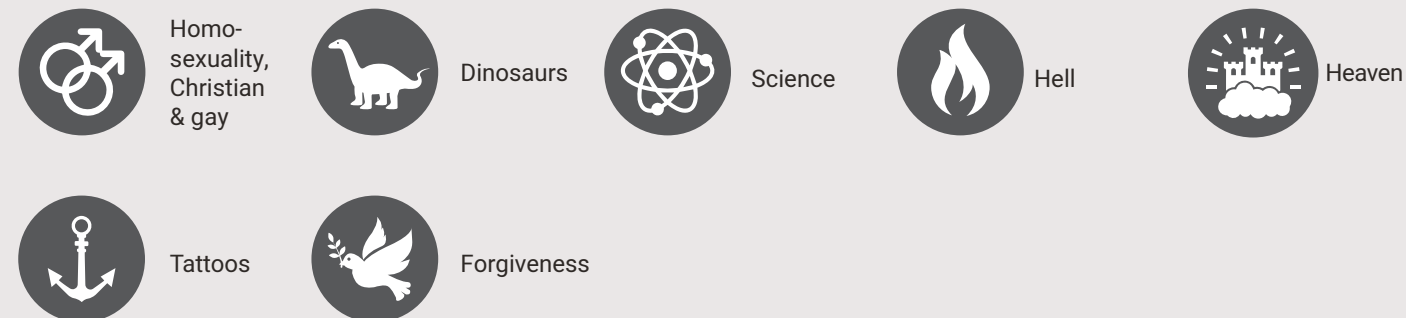 Homo-
sexuality,
Christian
& gay
Dinosaurs
Science
Hell
Heaven
Tattoos
Forgiveness